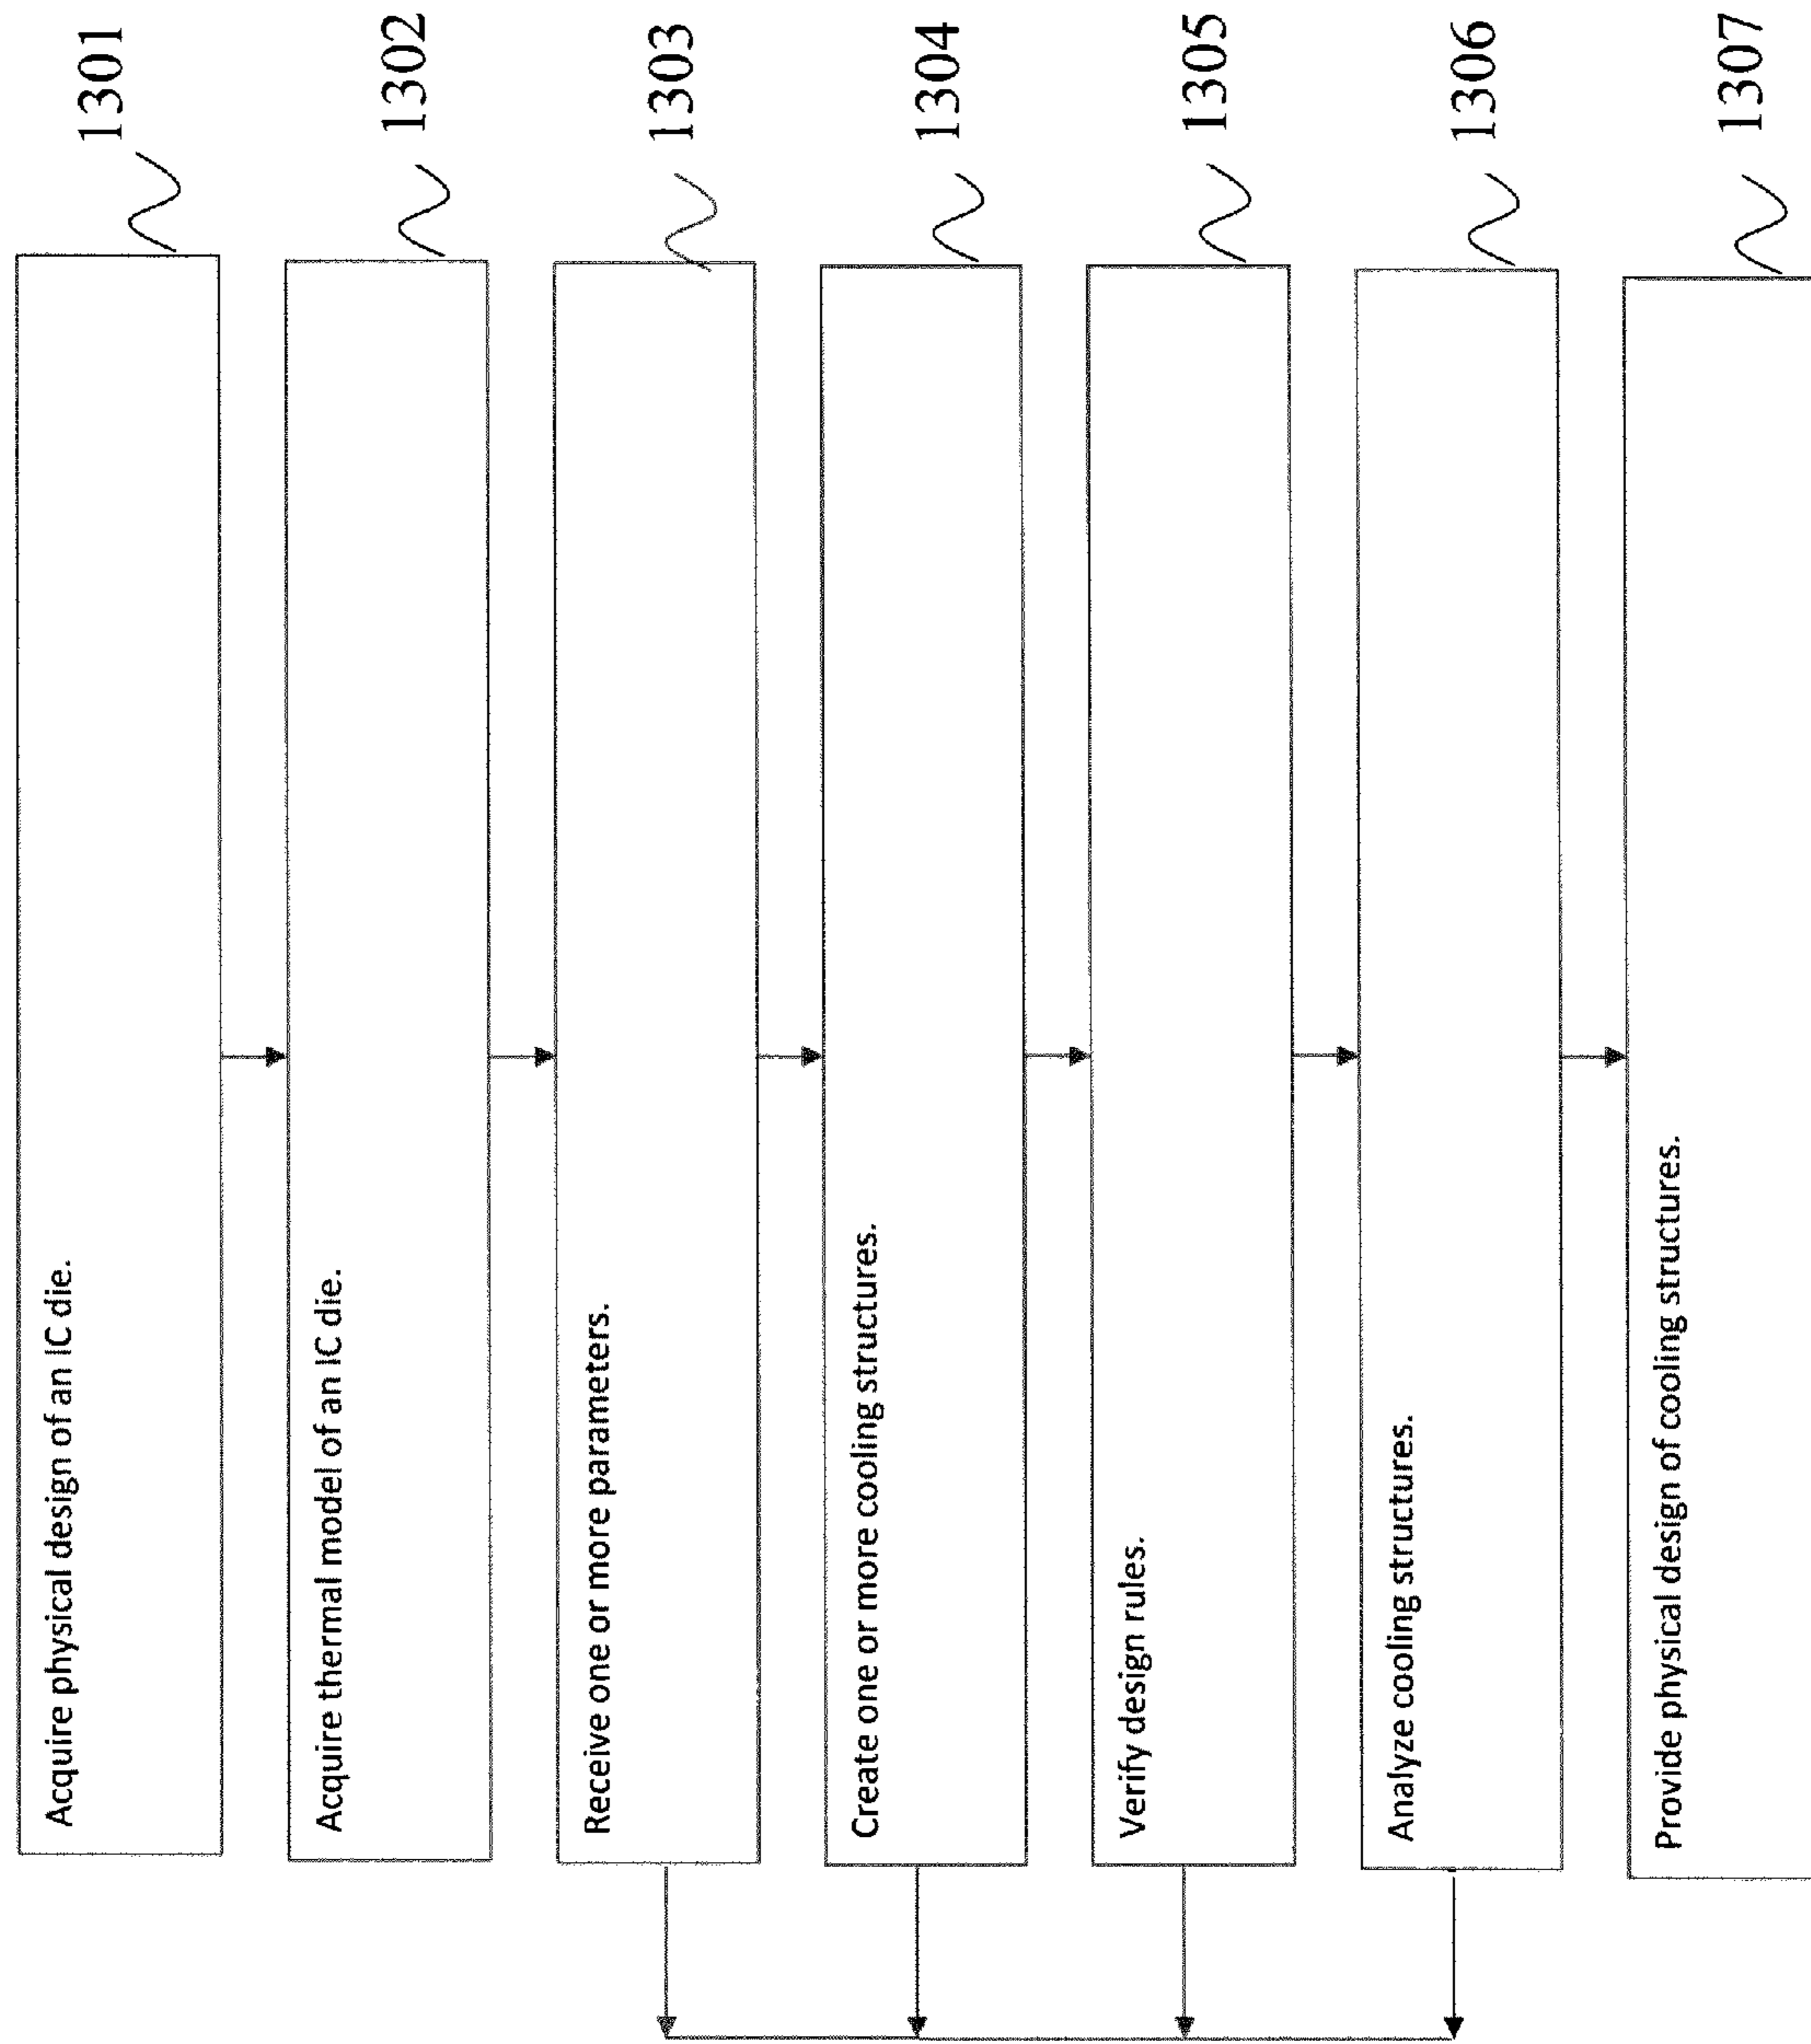 Acquire physical design of an IC die.
1301
Acquire thermal model of an IC die.
1302
Receive one or more parameters.
1303
Create one or more cooling structures.
1304
Verify design rules.
1305
Analyze cooling structures.
1306
Provide physical design of cooling structures.
1307